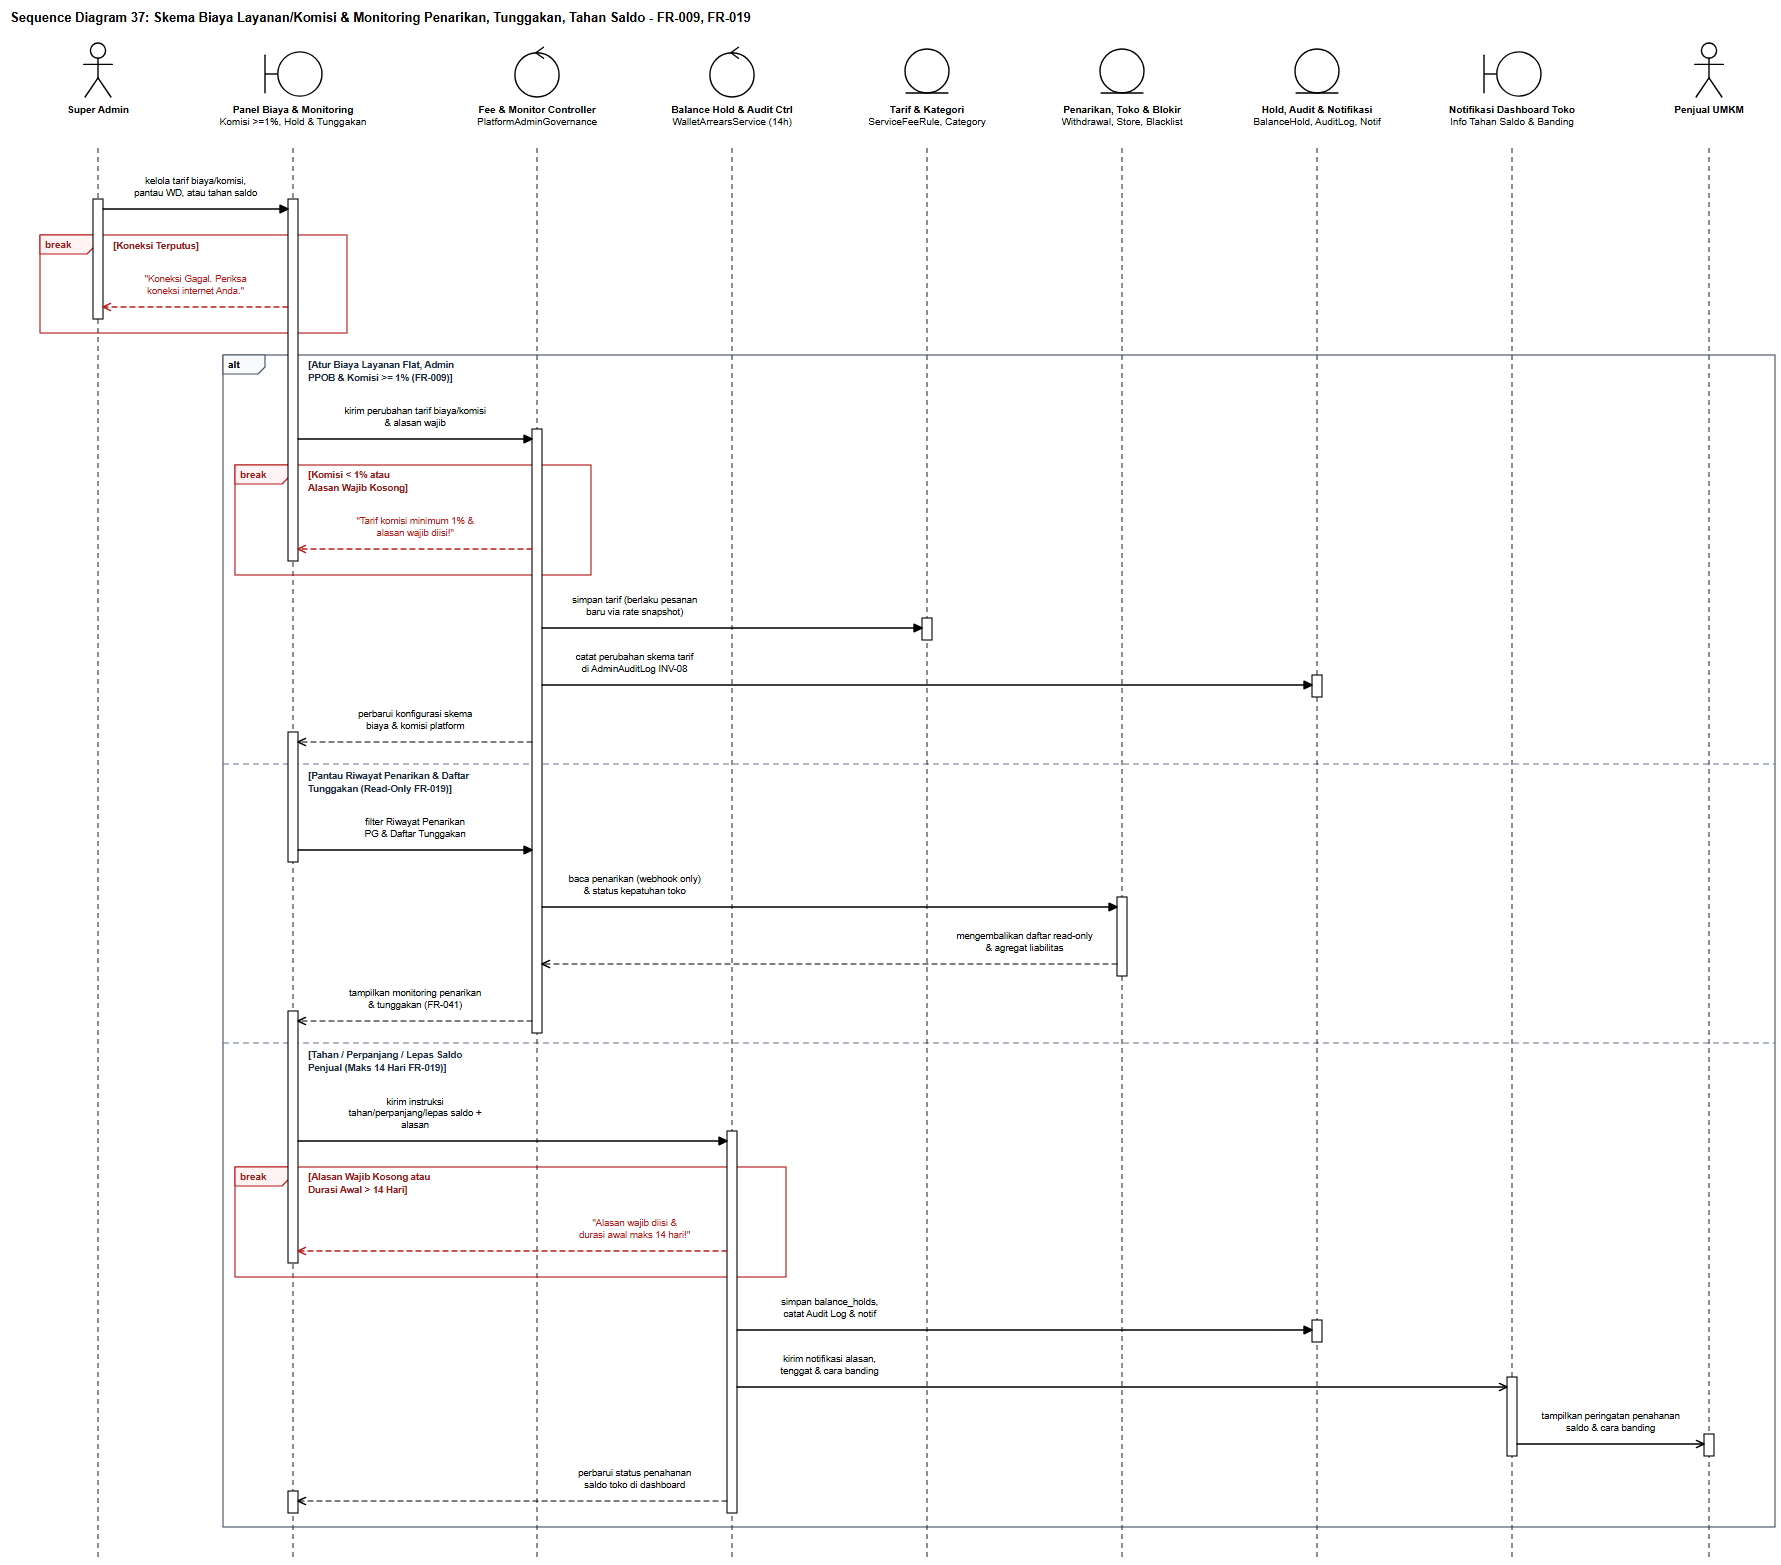 Sequence Diagram 37: Skema Biaya Layanan/Komisi & Monitoring Penarikan, Tunggakan, Tahan Saldo - FR-009, FR-019
Super Admin
Panel Biaya & Monitoring
Komisi >=1%, Hold & Tunggakan
Fee & Monitor Controller
PlatformAdminGovernance
Balance Hold & Audit Ctrl
WalletArrearsService (14h)
Tarif & Kategori
ServiceFeeRule, Category
Penarikan, Toko & Blokir
Withdrawal, Store, Blacklist
Hold, Audit & Notifikasi
BalanceHold, AuditLog, Notif
Notifikasi Dashboard Toko
Info Tahan Saldo & Banding
Penjual UMKM
kelola tarif biaya/komisi,
pantau WD, atau tahan saldo
break
[Koneksi Terputus]
"Koneksi Gagal. Periksa
koneksi internet Anda."
alt
[Atur Biaya Layanan Flat, Admin
PPOB & Komisi >= 1% (FR-009)]
kirim perubahan tarif biaya/komisi
& alasan wajib
break
[Komisi < 1% atau
Alasan Wajib Kosong]
"Tarif komisi minimum 1% &
alasan wajib diisi!"
simpan tarif (berlaku pesanan
baru via rate snapshot)
catat perubahan skema tarif
di AdminAuditLog INV-08
perbarui konfigurasi skema
biaya & komisi platform
[Pantau Riwayat Penarikan & Daftar
Tunggakan (Read-Only FR-019)]
filter Riwayat Penarikan
PG & Daftar Tunggakan
baca penarikan (webhook only)
& status kepatuhan toko
mengembalikan daftar read-only
& agregat liabilitas
tampilkan monitoring penarikan
& tunggakan (FR-041)
[Tahan / Perpanjang / Lepas Saldo
Penjual (Maks 14 Hari FR-019)]
kirim instruksi
tahan/perpanjang/lepas saldo +
alasan
break
[Alasan Wajib Kosong atau
Durasi Awal > 14 Hari]
"Alasan wajib diisi &
durasi awal maks 14 hari!"
simpan balance_holds,
catat Audit Log & notif
kirim notifikasi alasan,
tenggat & cara banding
tampilkan peringatan penahanan
saldo & cara banding
perbarui status penahanan
saldo toko di dashboard